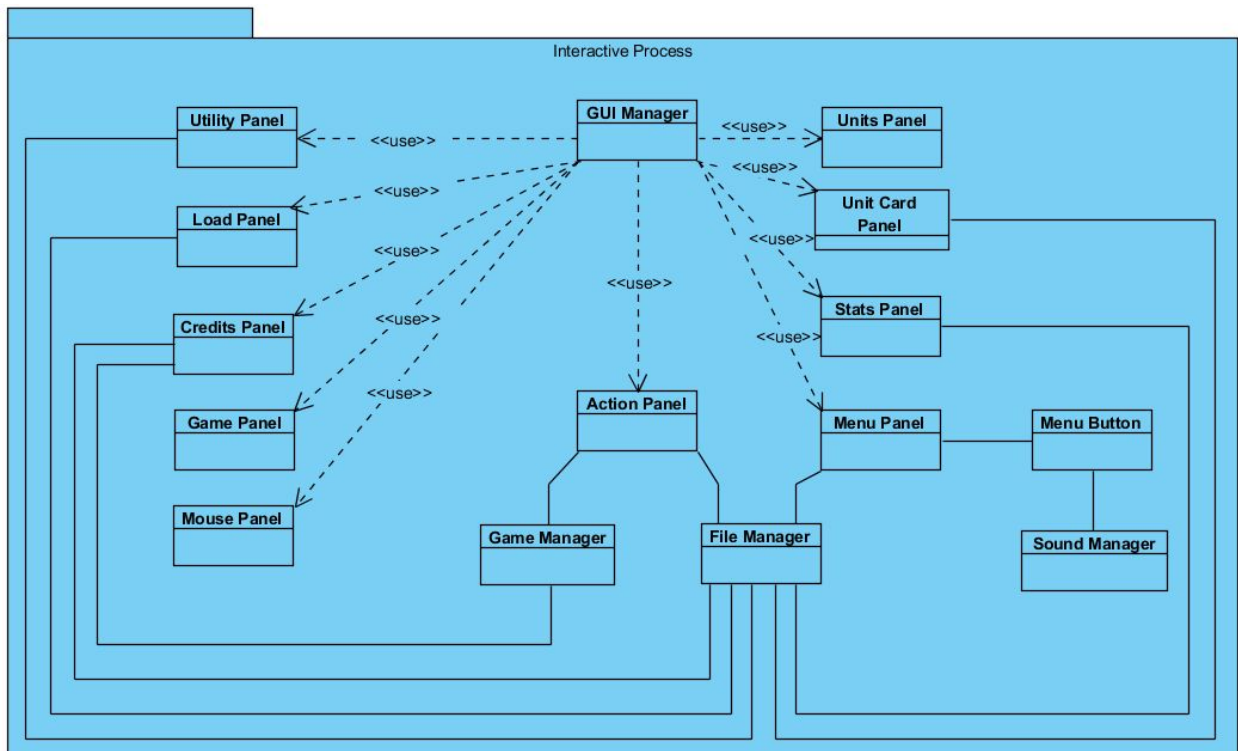 Interactive Process
Utility Panel
GUI Manager
Units Panel
<<use>>
<<use>>
<<use>>
<<use>>
Load Panel
Unit Card
Panel
<<use>>
<<use>>
<<use>>
Credits Panel
Stats Panel
<<use>>
<<use>>
<<use>>
Action Panel
Game Panel
Menu Panel
Menu Button
Mouse Panel
Game Manager
File Manager
Sound Manager